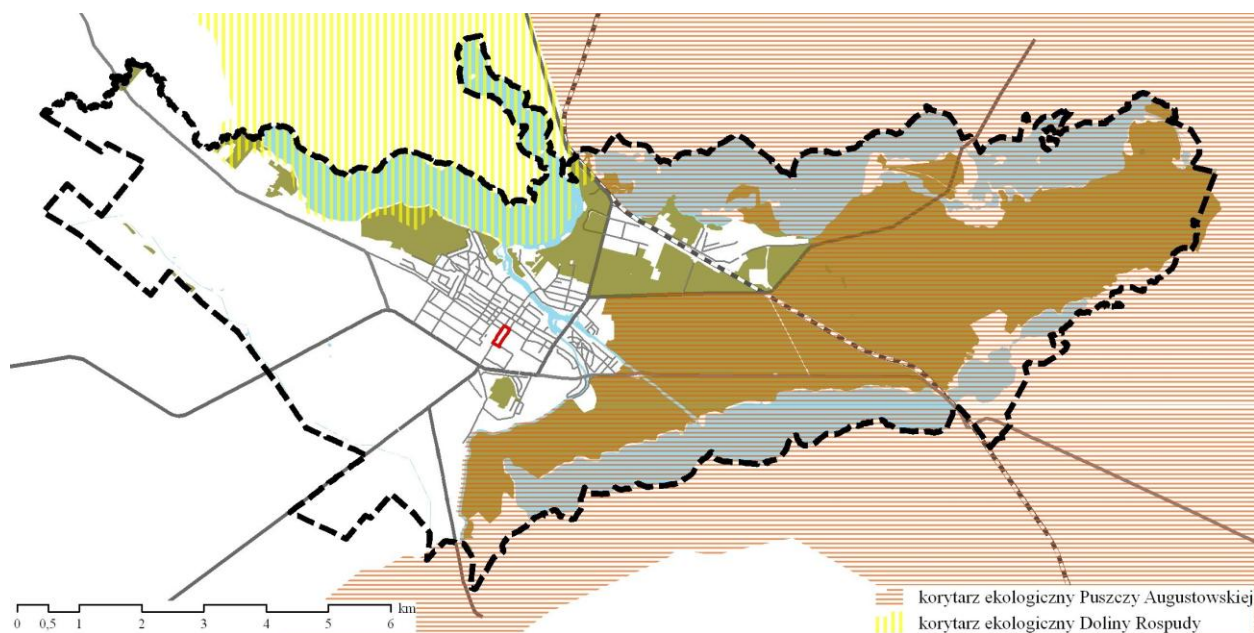 km
0 0,5 1 2 3 4 5 6
korytarz ekologiczny Puszczy Augustowskiej
korytarz ekologiczny Doliny Rospudy